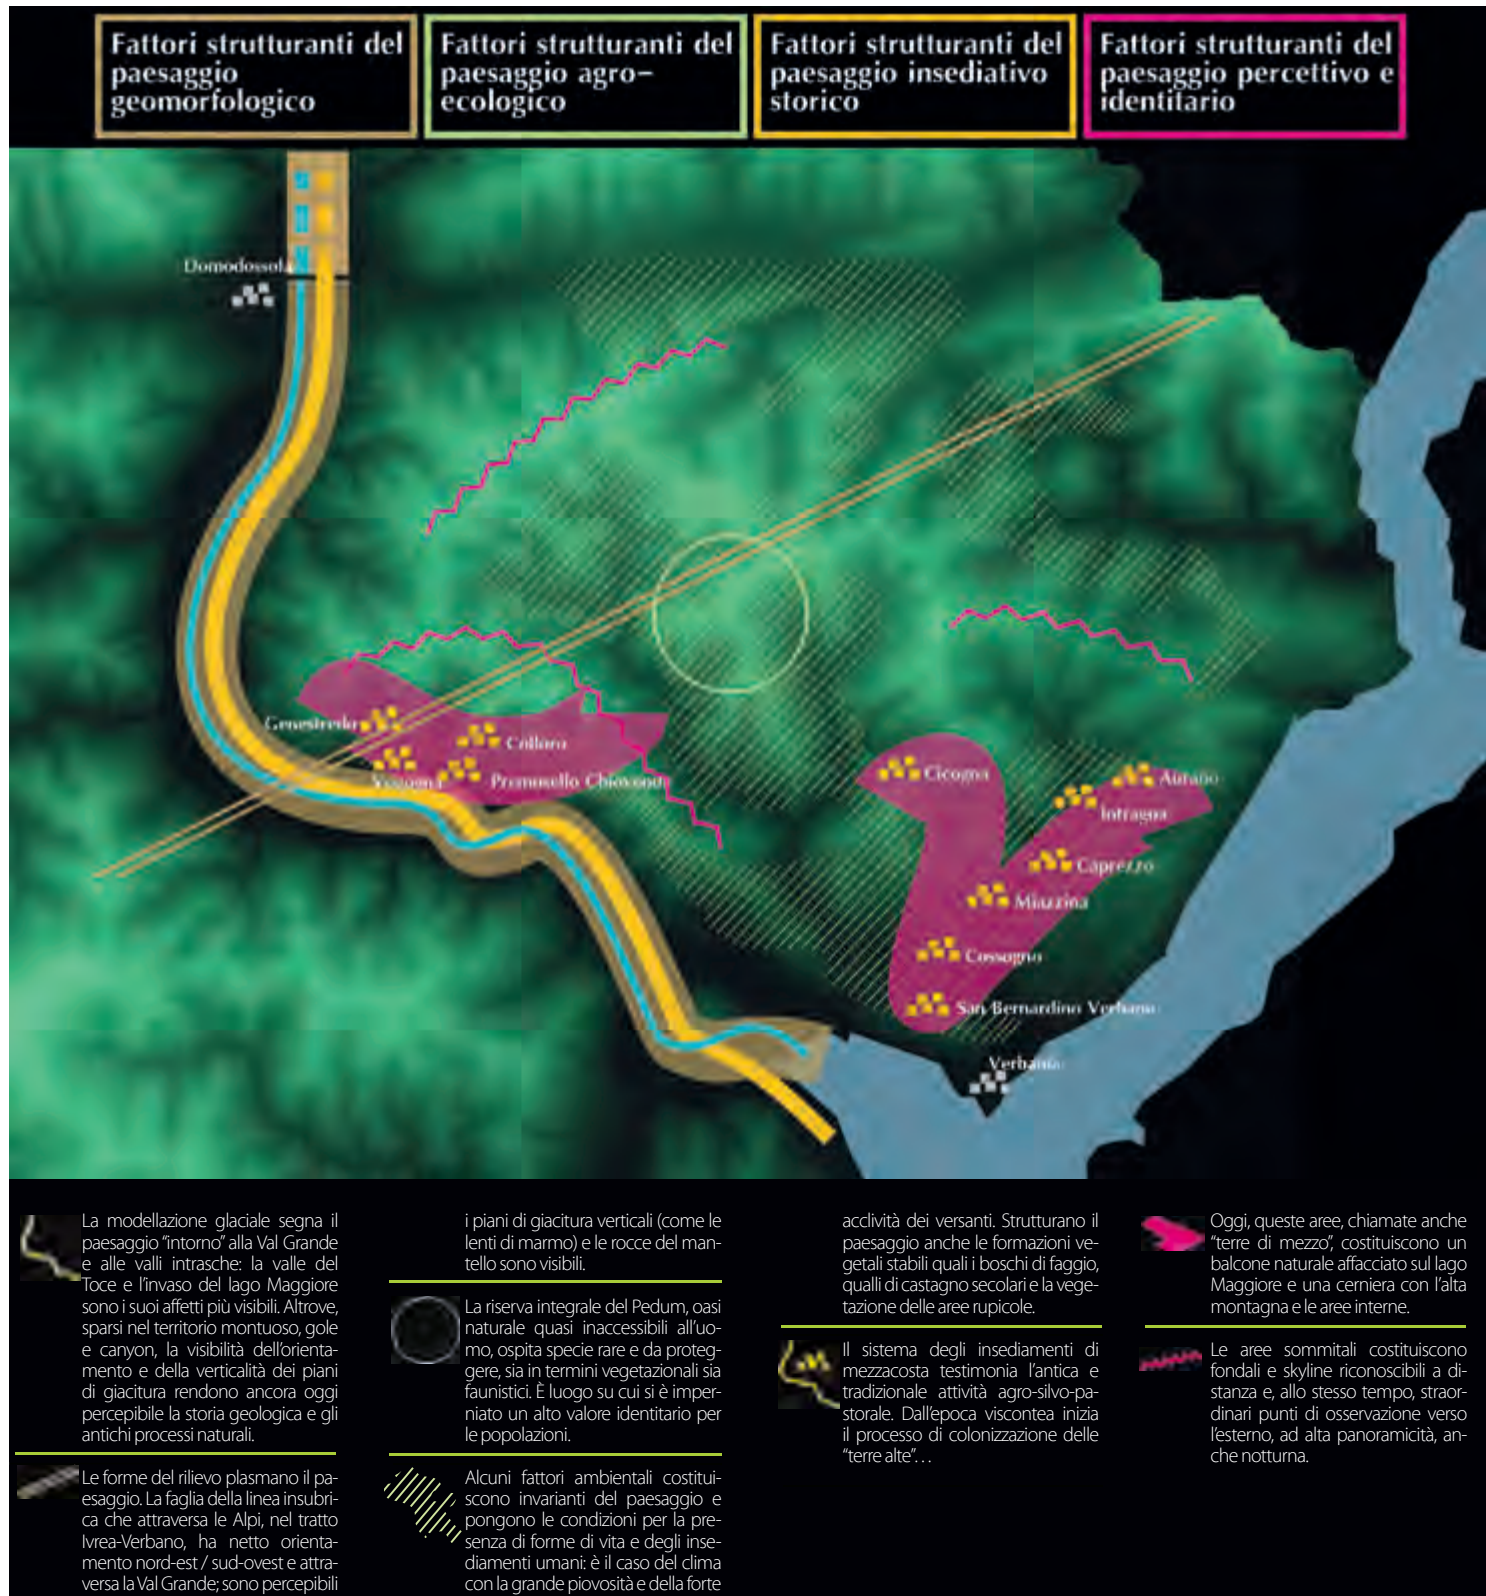 Fattori strutturanti del
paesaggio
geomorfologico
Fattori strutturanti del
paesaggio agro-
ecologico
Fattori strutturanti del
paesaggio insediativo
storico
Fattori strutturanti del
paesaggio percettivo e
identitario
Domodossola
Genestredo
Colloro
Vogogna
Premosello Chiovenda
Cicogna
Aurano
Intragna
Caprezzo
Miazzina
Cossogno
San Bernardino Verbano
Verbania
La modellazione glaciale segna il
paesaggio “intorno” alla Val Grande
e alle valli intrasche: la valle del
Toce e l’invaso del lago Maggiore
sono i suoi affetti più visibili. Altrove,
sparsi nel territorio montuoso, gole
e canyon, la visibilità dell’orienta-
mento e della verticalità dei piani
di giacitura rendono ancora oggi
percepibile la storia geologica e gli
antichi processi naturali.
Le forme del rilievo plasmano il pa-
esaggio. La faglia della linea insubri-
ca che attraversa le Alpi, nel tratto
Ivrea-Verbano, ha netto orienta-
mento nord-est / sud-ovest e attra-
versa la Val Grande; sono percepibili
i piani di giacitura verticali (come le
lenti di marmo) e le rocce del man-
tello sono visibili.
La riserva integrale del Pedum, oasi
naturale quasi inaccessibili all’uo-
mo, ospita specie rare e da proteg-
gere, sia in termini vegetazionali sia
faunistici. È luogo su cui si è imper-
niato un alto valore identitario per
le popolazioni.
Alcuni fattori ambientali costitui-
scono invarianti del paesaggio e
pongono le condizioni per la pre-
senza di forme di vita e degli inse-
diamenti umani: è il caso del clima
con la grande piovosità e della forte
acclività dei versanti. Strutturano il
paesaggio anche le formazioni ve-
getali stabili quali i boschi di faggio,
qualli di castagno secolari e la vege-
tazione delle aree rupicole.
Il sistema degli insediamenti di
mezzacosta testimonia l’antica e
tradizionale attività agro-silvo-pa-
storale. Dall’epoca viscontea inizia
il processo di colonizzazione delle
“terre alte”…
Oggi, queste aree, chiamate anche
“terre di mezzo”, costituiscono un
balcone naturale affacciato sul lago
Maggiore e una cerniera con l’alta
montagna e le aree interne.
Le aree sommitali costituiscono
fondali e skyline riconoscibili a di-
stanza e, allo stesso tempo, straor-
dinari punti di osservazione verso
l’esterno, ad alta panoramicità, an-
che notturna.